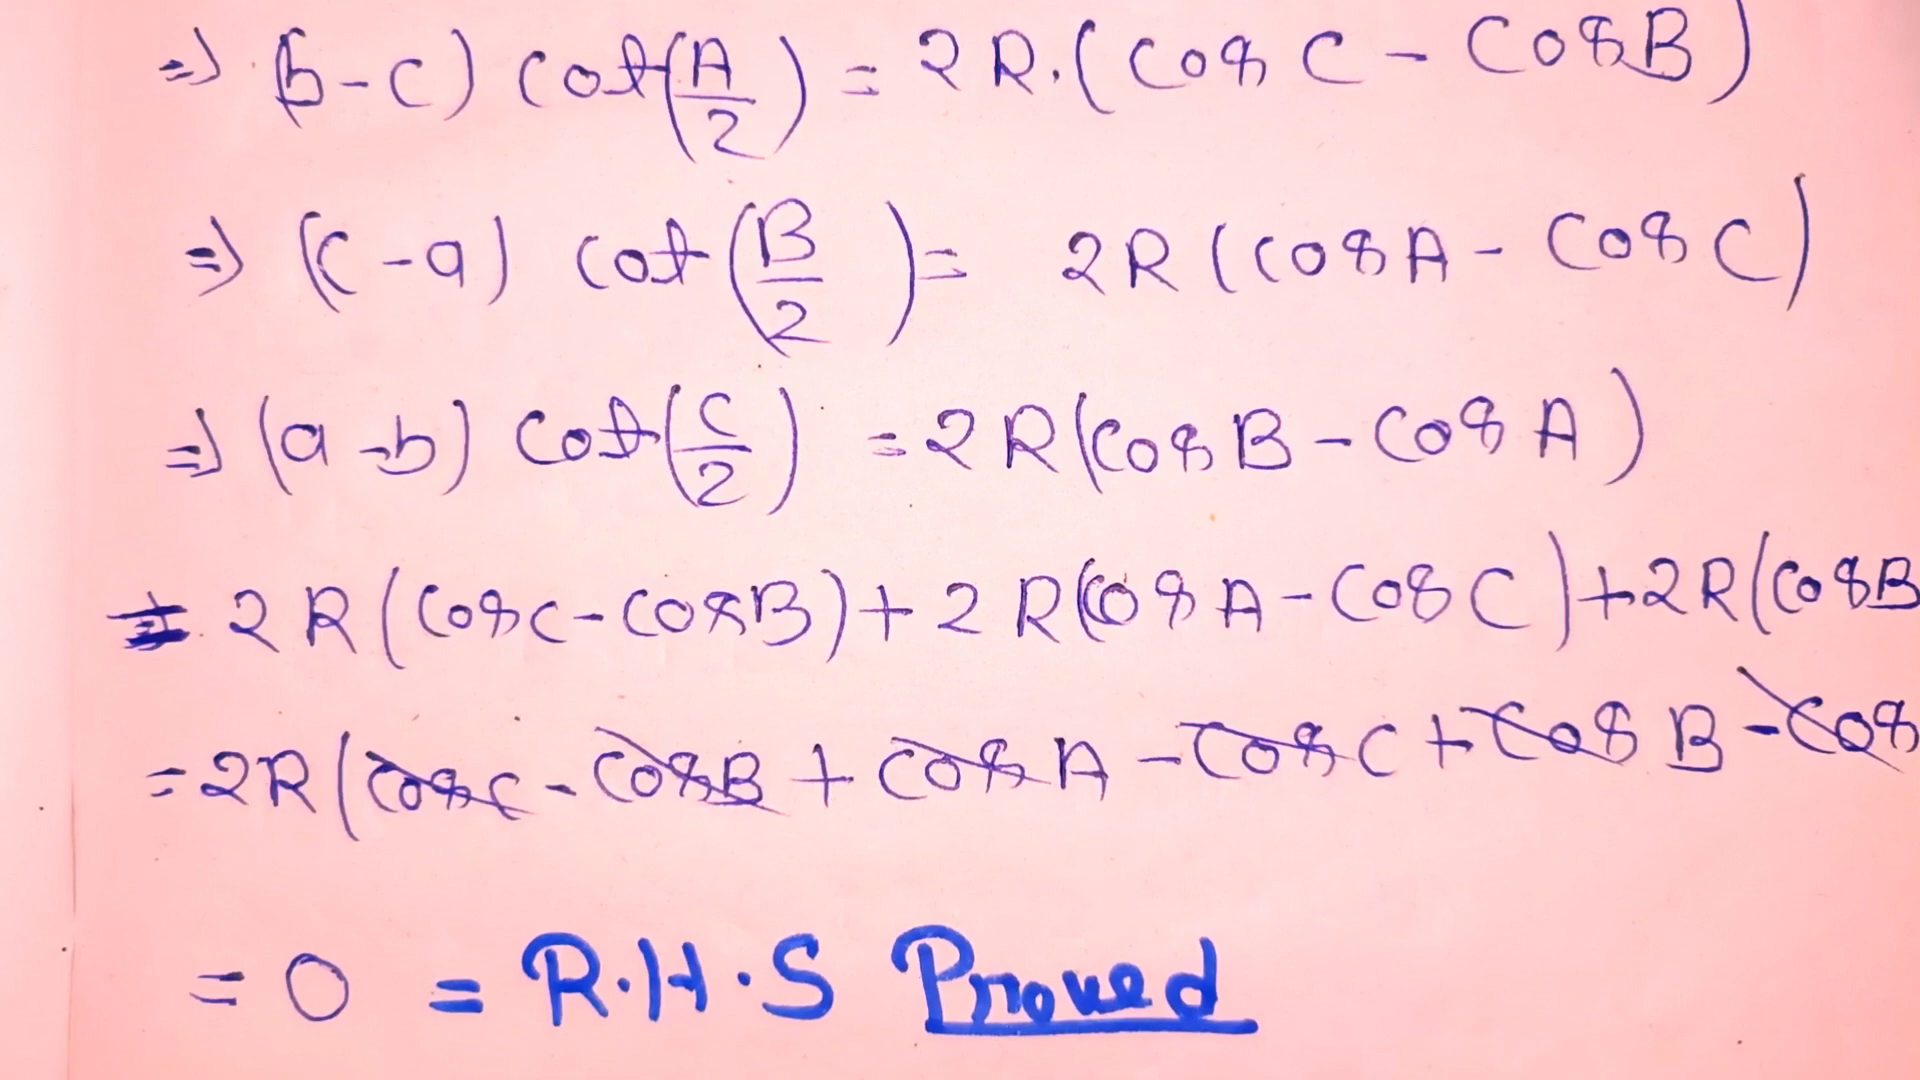 ⇒ (b-c) cot(A/2) = 2R.(cos C - cos B)
⇒ (c-a) cot(B/2) = 2R(cos A - cos C)
⇒ (a-b) cot(C/2) = 2R(cos B - cos A)
= 2R(cos C - cos B) + 2R(cos A - cos C) + 2R(cos B
= 2R(cos C - cos B + cos A - cos C + cos B - cos
= 0 = R.H.S Proved